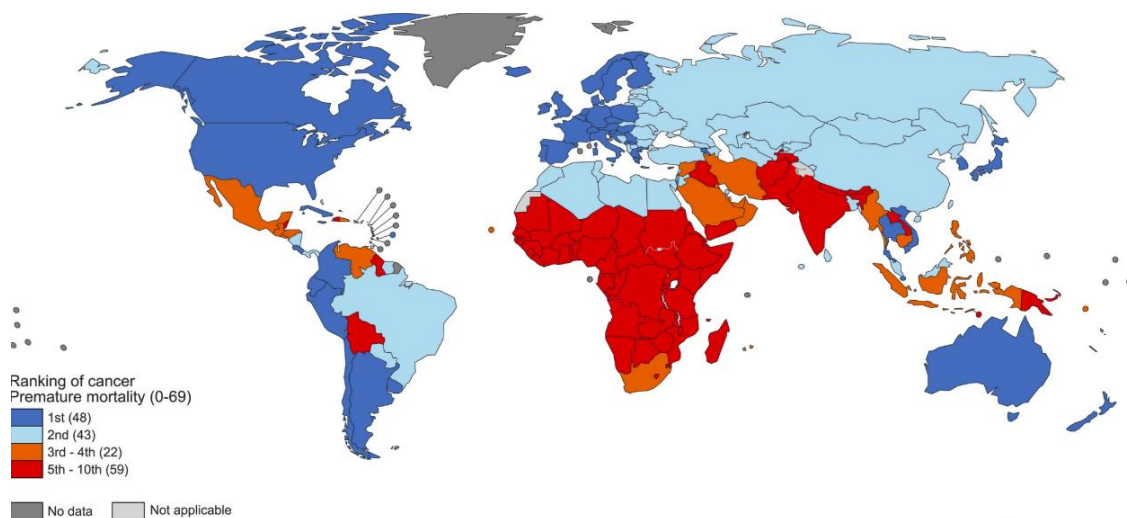 Ranking of cancer
Premature mortality (0-69)
1st (48)
2nd (43)
3rd - 4th (22)
5th - 10th (59)
No data
Not applicable